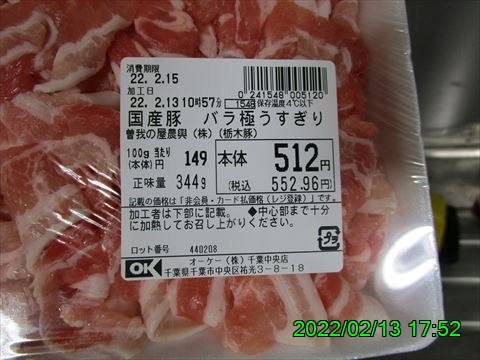 消費期限
22. 2.15
加工日
22. 2.13 10時57分
0 241548 005120
1548 保存温度4℃以下
国産豚 バラ極うすぎり
曽我の屋農興(株)(栃木豚)
100g当たり
(本体)円 149
本体 512円
正味量 344g
(税込) 552.96円
記載の価格は「非会員・カード払価格(レジ登録)」です。
加工者は下部に記載。◆中心部まで十分
に加熱してお召し上がりください。
ロット番号 440208
プラ
OK オーケー(株)千葉中央店
千葉県千葉市中央区祐光3-8-18
2022/02/13 17:52